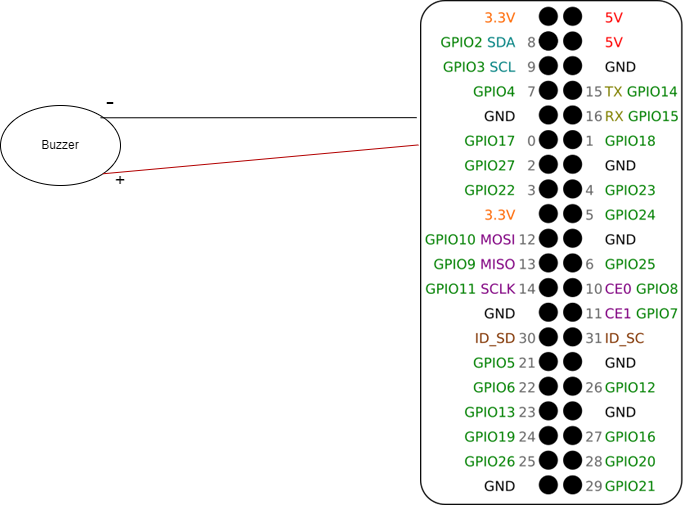 3.3V 5V
GPIO2 SDA 8 5V
GPIO3 SCL 9 GND
GPIO4 7 15 TX GPIO14
-
GND 16 RX GPIO15
GPIO17 0 1 GPIO18
Buzzer
GPIO27 2 GND
+
GPIO22 3 4 GPIO23
3.3V 5 GPIO24
GPIO10 MOSI 12 GND
GPIO9 MISO 13 6 GPIO25
GPIO11 SCLK 14 10 CE0 GPIO8
GND 11 CE1 GPIO7
ID_SD 30 31 ID_SC
GPIO5 21 GND
GPIO6 22 26 GPIO12
GPIO13 23 GND
GPIO19 24 27 GPIO16
GPIO26 25 28 GPIO20
GND 29 GPIO21